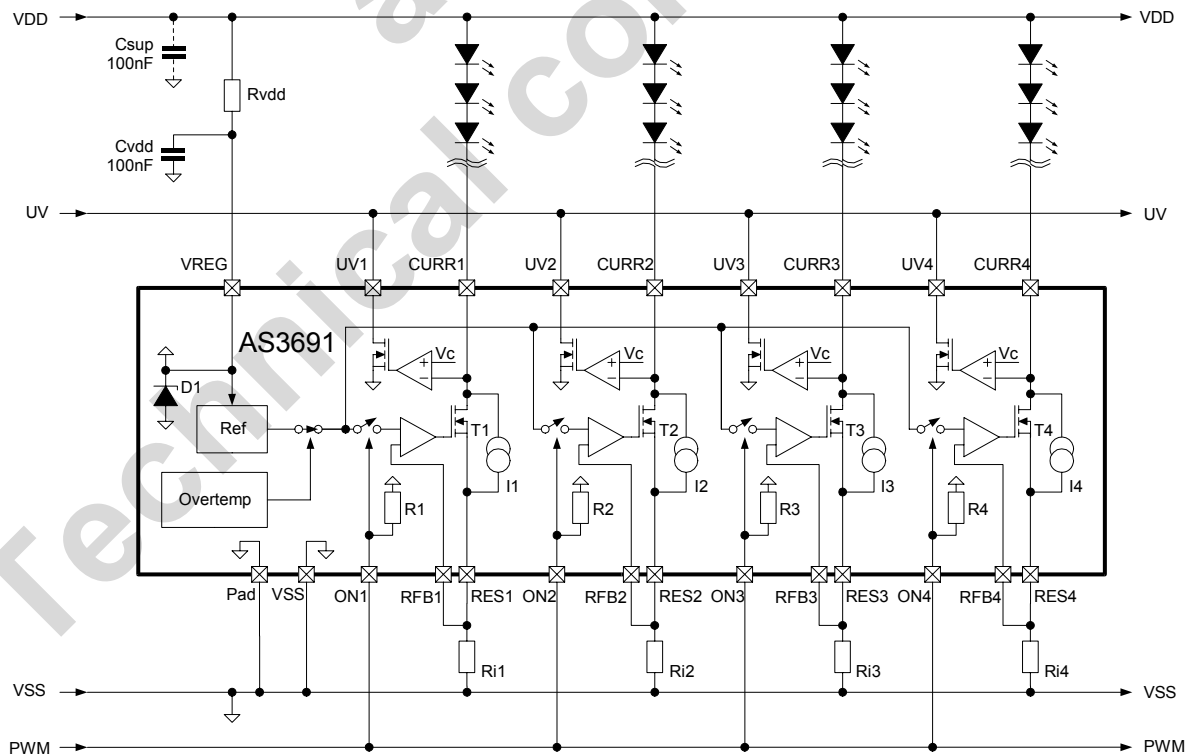 VDD
VDD
Csup
100nF
Rvdd
Cvdd
100nF
UV
UV
VREG
UV1
CURR1
UV2
CURR2
UV3
CURR3
UV4
CURR4
AS3691
Vc
Vc
Vc
Vc
D1
Ref
T1
T2
T3
T4
Overtemp
I1
I2
I3
I4
R1
R2
R3
R4
Pad
VSS
ON1
RFB1
RES1
ON2
RFB2
RES2
ON3
RFB3
RES3
ON4
RFB4
RES4
Ri1
Ri2
Ri3
Ri4
VSS
VSS
PWM
PWM
Technical